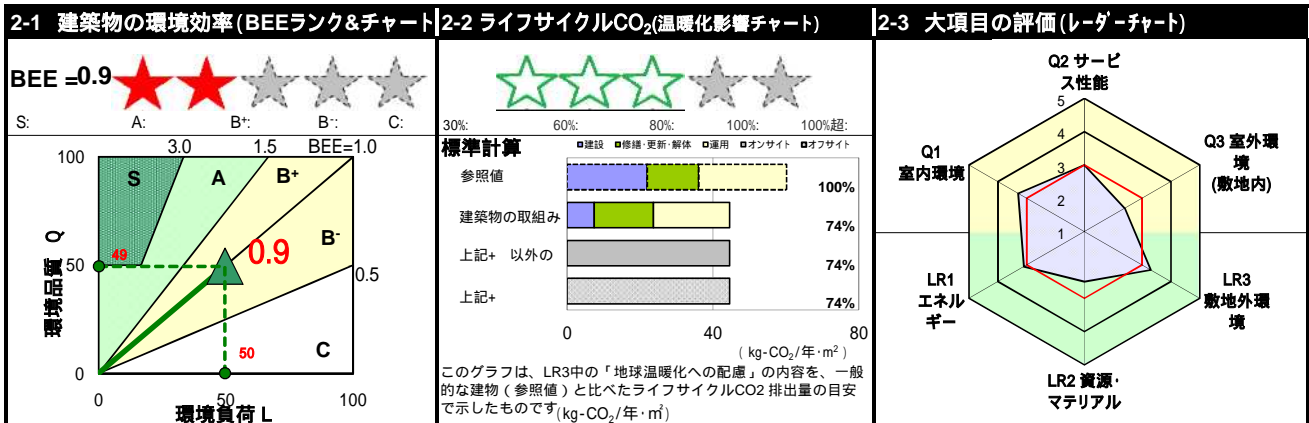 2-1 建築物の環境効率(BEEランク&チャート
BEE =0.9
S: A: B+: B-: C:
3.0 1.5 BEE=1.0
100
S A B+
B-
0.9
49
50
0.5
50
C
0
0 50 100
環境品質 Q
環境負荷 L
2-2 ライフサイクルCO2(温暖化影響チャート)
30%: 60%: 80%: 100%: 100%超:
標準計算
■建設 ■修繕・更新・解体 □運用 ■オンサイト ■オフサイト
参照値 100%
建築物の取組み 74%
上記+ 以外の 74%
上記+ 74%
0 40 80
( kg-CO2/年・m2 )
このグラフは、LR3中の「地球温暖化への配慮」の内容を、一般
的な建物(参照値)と比べたライフサイクルCO2 排出量の目安
で示したものです(kg-CO2/年・㎡)
2-3 大項目の評価(レーダーチャート)
Q2 サービ
ス性能
5
4
3
2
1
Q1
室内環境
Q3 室外環
境
(敷地内)
LR1
エネル
ギー
LR3
敷地外環
境
LR2 資源・
マテリアル